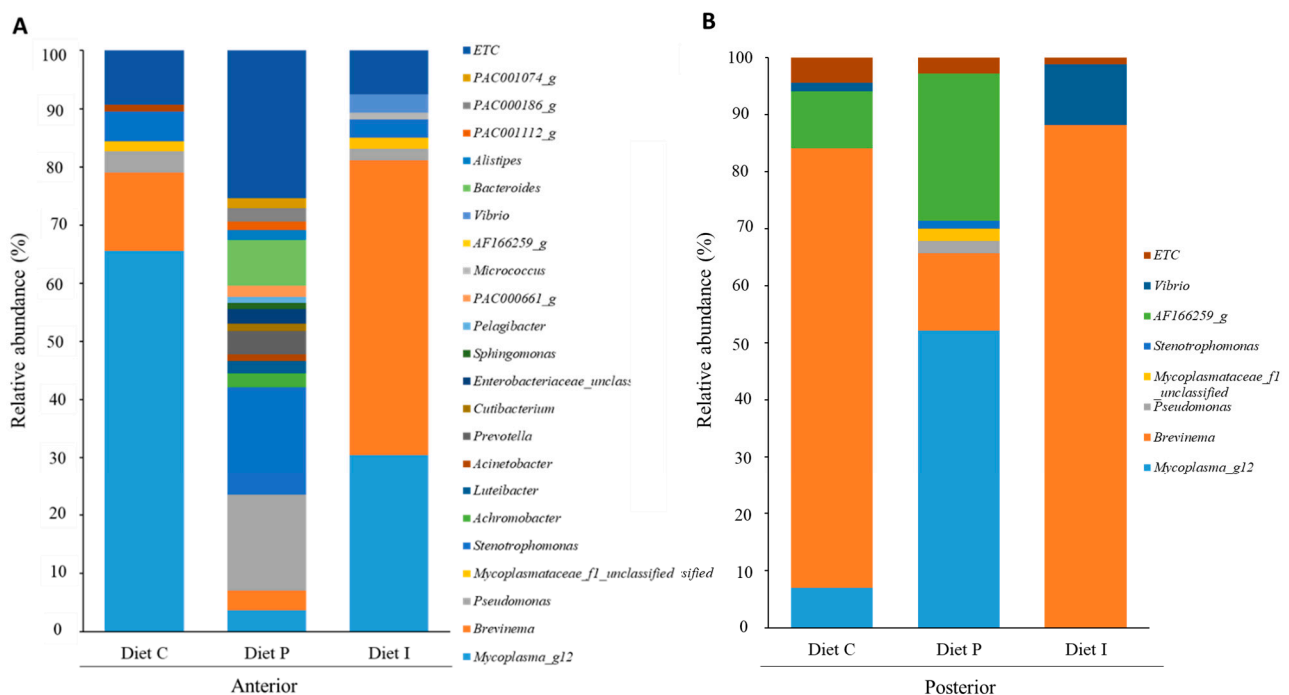 A
Relative abundance (%)
100
90
80
70
60
50
40
30
20
10
0
Diet C
Diet P
Diet I
Anterior
ETC
PAC001074_g
PAC000186_g
PAC001112_g
Alistipes
Bacteroides
Vibrio
AF166259_g
Micrococcus
PAC000661_g
Pelagibacter
Sphingomonas
Enterobacteriaceae_unclass
Cutibacterium
Prevotella
Acinetobacter
Luteibacter
Achromobacter
Stenotrophomonas
Mycoplasmataceae_f1_unclassified sified
Pseudomonas
Brevinema
Mycoplasma_g12
B
Relative abundance (%)
100
90
80
70
60
50
40
30
20
10
0
Diet C
Diet P
Diet I
Posterior
ETC
Vibrio
AF166259_g
Stenotrophomonas
Mycoplasmataceae_f1
_unclassified
Pseudomonas
Brevinema
Mycoplasma_g12